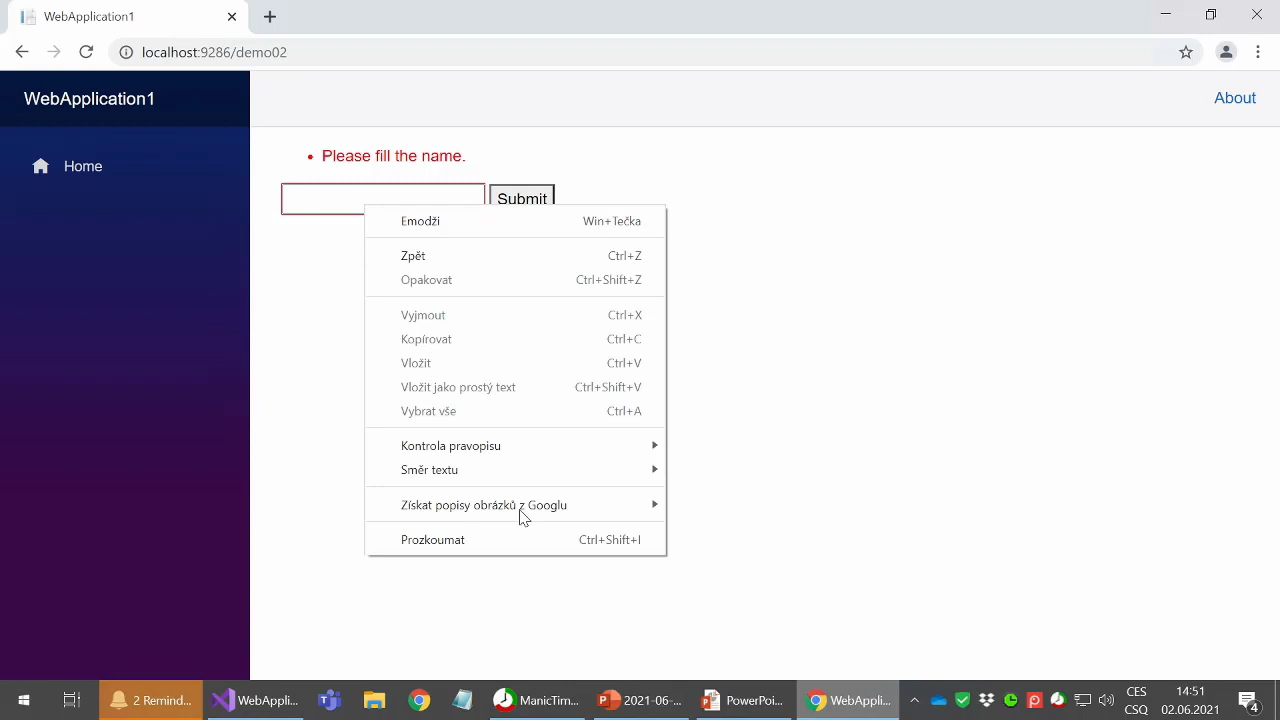 WebApplication1
localhost:9286/demo02
WebApplication1
About
Home
Please fill the name.
Submit
Emodži Win+Tečka
Zpět Ctrl+Z
Opakovat Ctrl+Shift+Z
Vyjmout Ctrl+X
Kopírovat Ctrl+C
Vložit Ctrl+V
Vložit jako prostý text Ctrl+Shift+V
Vybrat vše Ctrl+A
Kontrola pravopisu
Směr textu
Získat popisy obrázků z Googlu
Prozkoumat Ctrl+Shift+I
2 Remind... WebAppli... ManicTim... 2021-06-... PowerPoi... WebAppli... CES 14:51
CSQ 02.06.2021 4